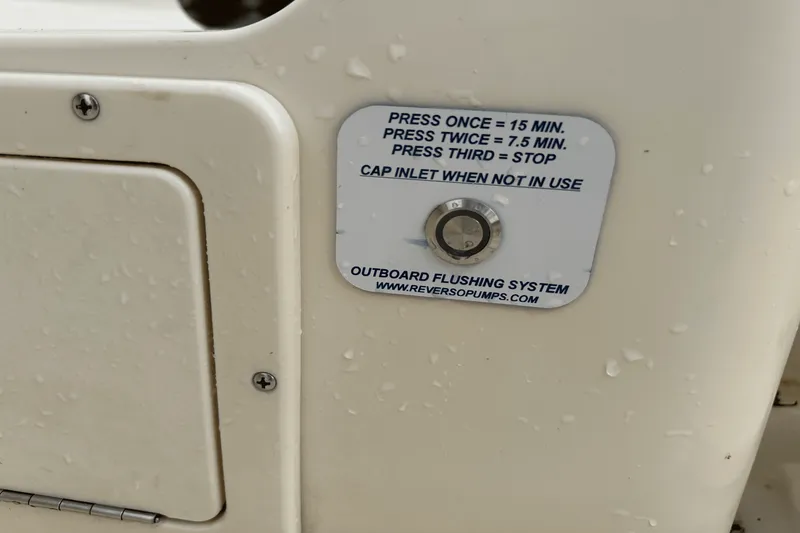 PRESS ONCE = 15 MIN.
PRESS TWICE = 7.5 MIN.
PRESS THIRD = STOP
CAP INLET WHEN NOT IN USE
OUTBOARD FLUSHING SYSTEM
WWW.REVERSOPUMPS.COM